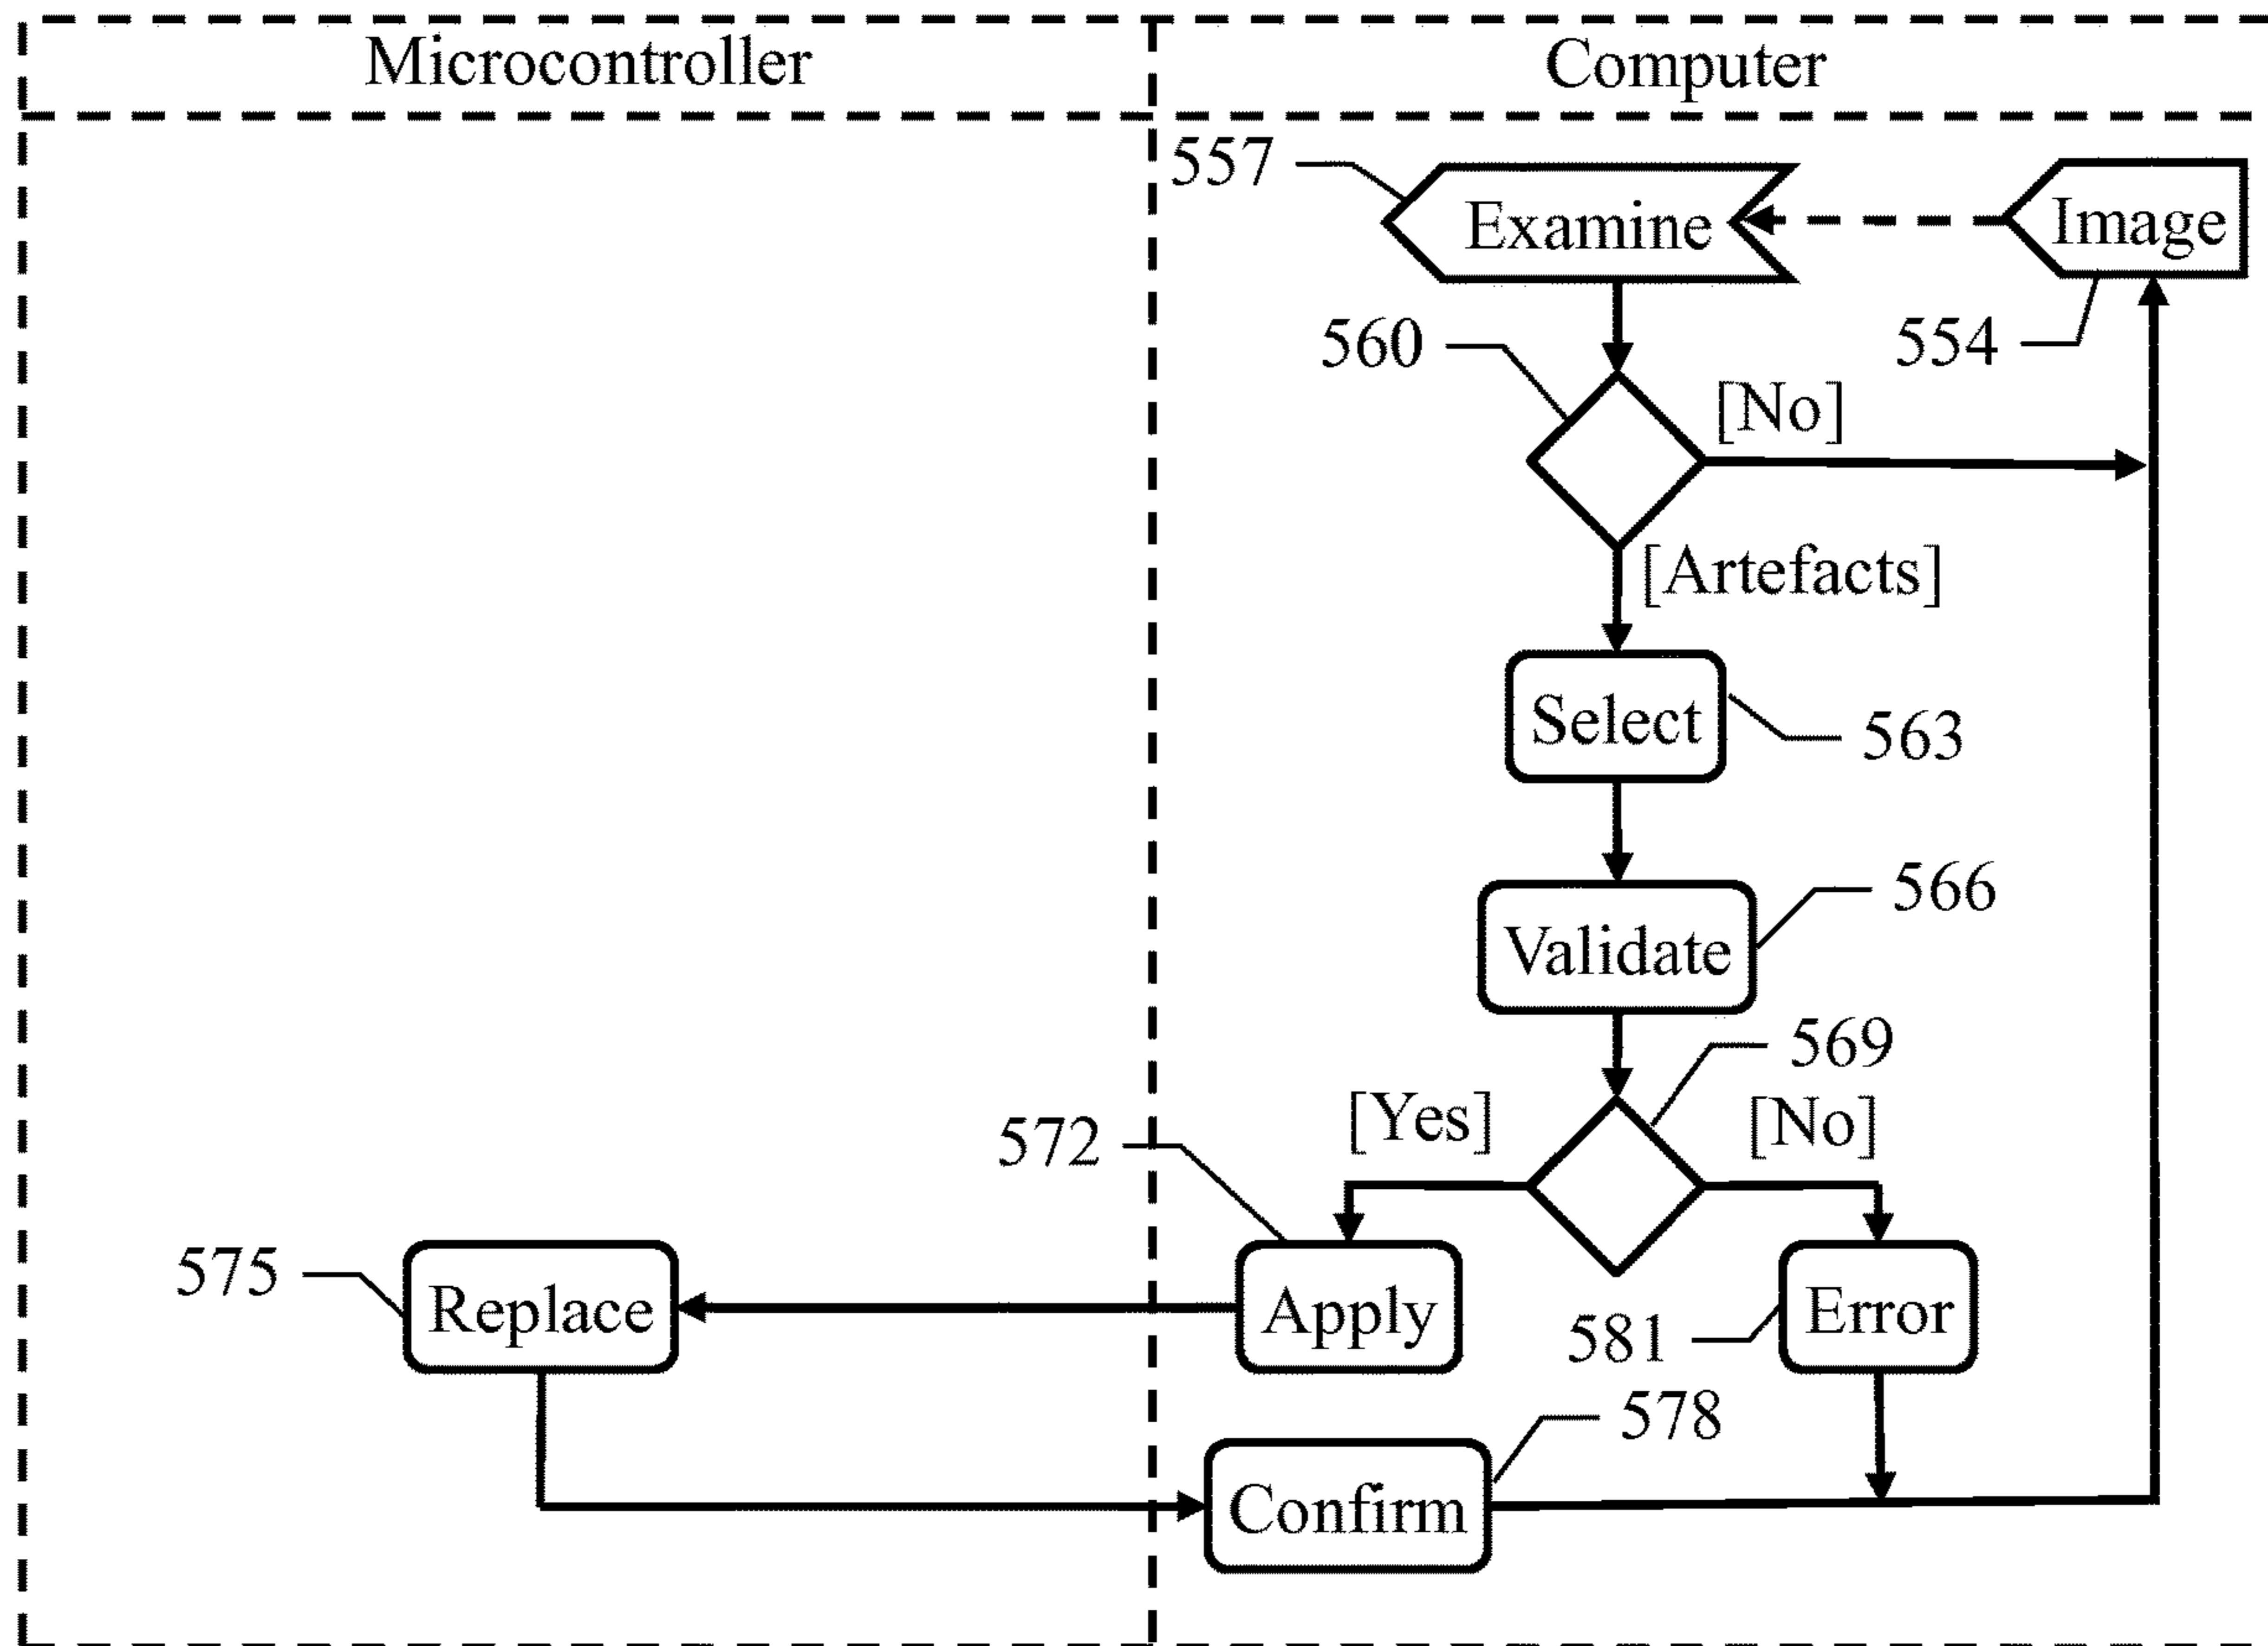 Microcontroller
Computer
557
Examine
Image
560
554
[No]
[Artefacts]
Select
563
566
Validate
569
[Yes]
[No]
572
575
Replace
Apply
581
Error
578
Confirm